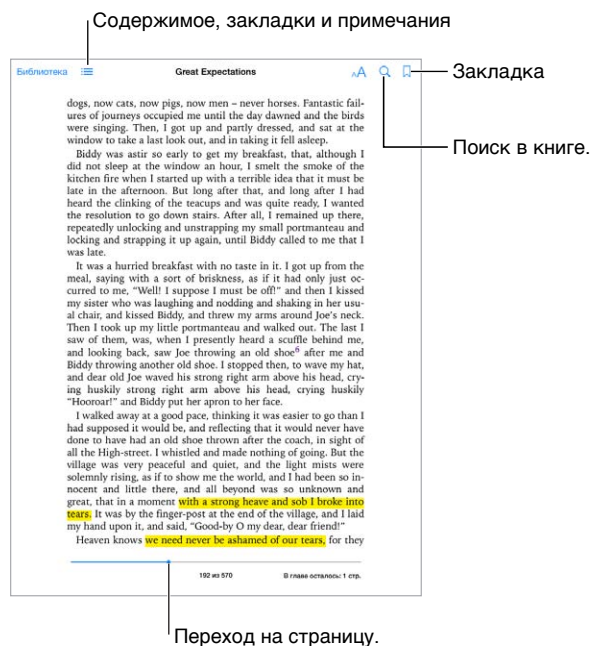 Содержимое, закладки и примечания
Библиотека Great Expectations AA
Закладка
Поиск в книге.
dogs, now cats, now pigs, now men – never horses. Fantastic fail-
ures of journeys occupied me until the day dawned and the birds
were singing. Then, I got up and partly dressed, and sat at the
window to take a last look out, and in taking it fell asleep.
Biddy was astir so early to get my breakfast, that, although I
did not sleep at the window an hour, I smelt the smoke of the
kitchen fire when I started up with a terrible idea that it must be
late in the afternoon. But long after that, and long after I had
heard the clinking of the teacups and was quite ready, I wanted
the resolution to go down stairs. After all, I remained up there,
repeatedly unlocking and unstrapping my small portmanteau and
locking and strapping it up again, until Biddy called to me that I
was late.
It was a hurried breakfast with no taste in it. I got up from the
meal, saying with a sort of briskness, as if it had only just oc-
curred to me, “Well! I suppose I must be off!” and then I kissed
my sister who was laughing and nodding and shaking in her usu-
al chair, and kissed Biddy, and threw my arms around Joe’s neck.
Then I took up my little portmanteau and walked out. The last I
saw of them, was, when I presently heard a scuffle behind me,
and looking back, saw Joe throwing an old shoe6 after me and
Biddy throwing another old shoe. I stopped then, to wave my hat,
and dear old Joe waved his strong right arm above his head, cry-
ing huskily strong right arm above his head, crying huskily
“Hooroar!” and Biddy put her apron to her face.
I walked away at a good pace, thinking it was easier to go than I
had supposed it would be, and reflecting that it would never have
done to have had an old shoe thrown after the coach, in sight of
all the High-street. I whistled and made nothing of going. But the
village was very peaceful and quiet, and the light mists were
solemnly rising, as if to show me the world, and I had been so in-
nocent and little there, and all beyond was so unknown and
great, that in a moment with a strong heave and sob I broke into
tears. It was by the finger-post at the end of the village, and I laid
my hand upon it, and said, “Good-by O my dear, dear friend!”
Heaven knows we need never be ashamed of our tears, for they
192 из 570 В главе осталось: 1 стр.
Переход на страницу.